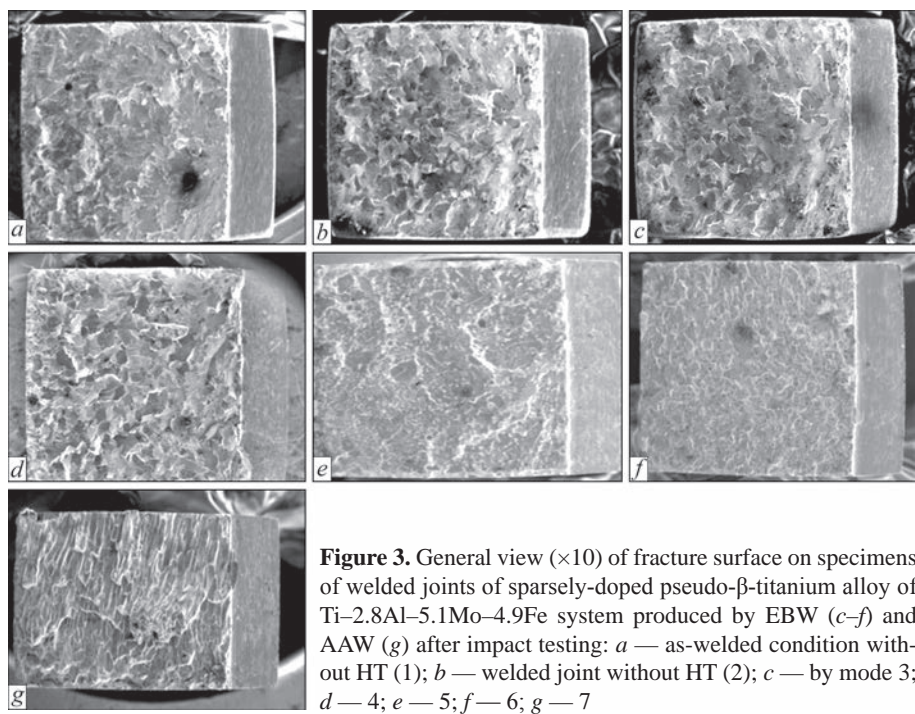 a
b
c
d
e
f
g
Figure 3. General view (×10) of fracture surface on specimens
of welded joints of sparsely-doped pseudo-β-titanium alloy of
Ti–2.8Al–5.1Mo–4.9Fe system produced by EBW (c–f) and
AAW (g) after impact testing: a — as-welded condition with-
out HT (1); b — welded joint without HT (2); c — by mode 3;
d — 4; e — 5; f — 6; g — 7